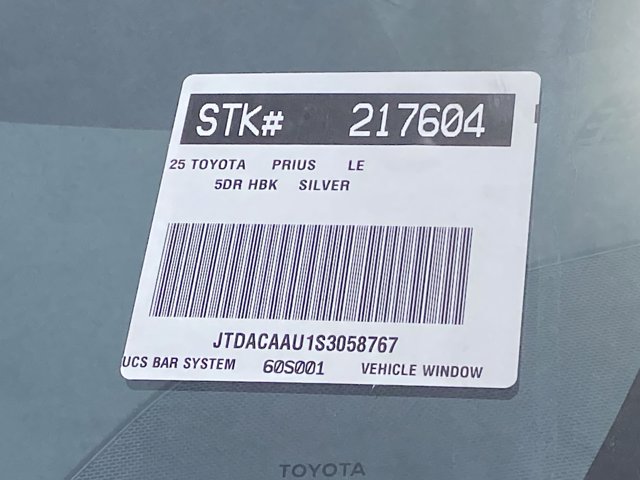 STK# 217604
25 TOYOTA PRIUS LE
5DR HBK SILVER
JTDACAAU1S3058767
UCS BAR SYSTEM 60S001 VEHICLE WINDOW
TOYOTA